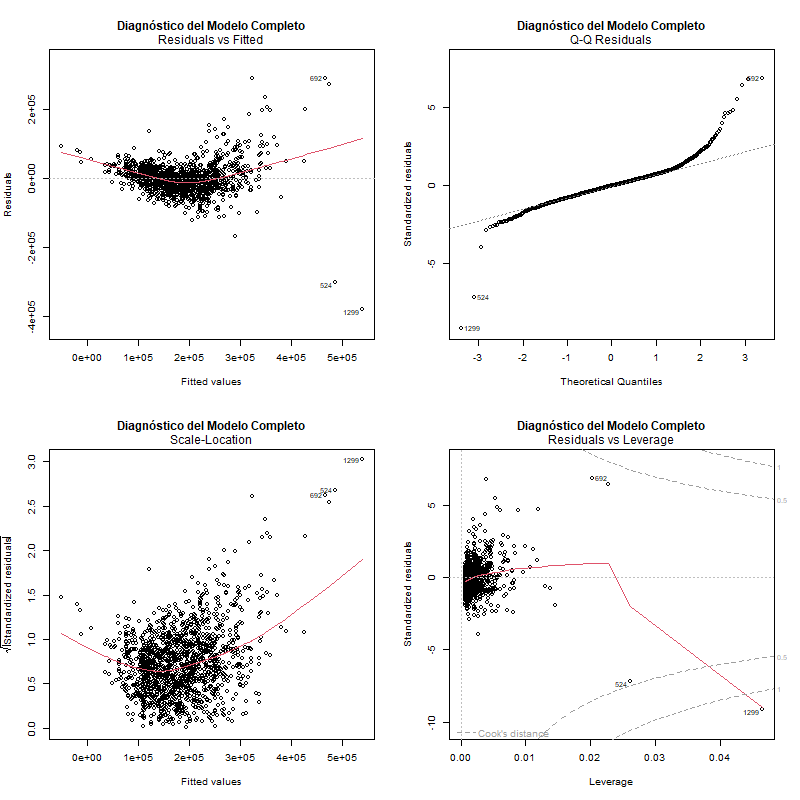 Diagnóstico del Modelo Completo
Residuals vs Fitted
Residuals
-4e+05 -2e+05 0e+00 2e+05
692
524
1299
0e+00 1e+05 2e+05 3e+05 4e+05 5e+05
Fitted values
Diagnóstico del Modelo Completo
Q-Q Residuals
Standardized residuals
-5 0 5
692
524
1299
-3 -2 -1 0 1 2 3
Theoretical Quantiles
Diagnóstico del Modelo Completo
Scale-Location
√|Standardized residuals|
0.0 0.5 1.0 1.5 2.0 2.5 3.0
1299
524
692
0e+00 1e+05 2e+05 3e+05 4e+05 5e+05
Fitted values
Diagnóstico del Modelo Completo
Residuals vs Leverage
Standardized residuals
-10 -5 0 5
1
0.5
692
0.5
524
1
1299
Cook's distance
0.00 0.01 0.02 0.03 0.04
Leverage